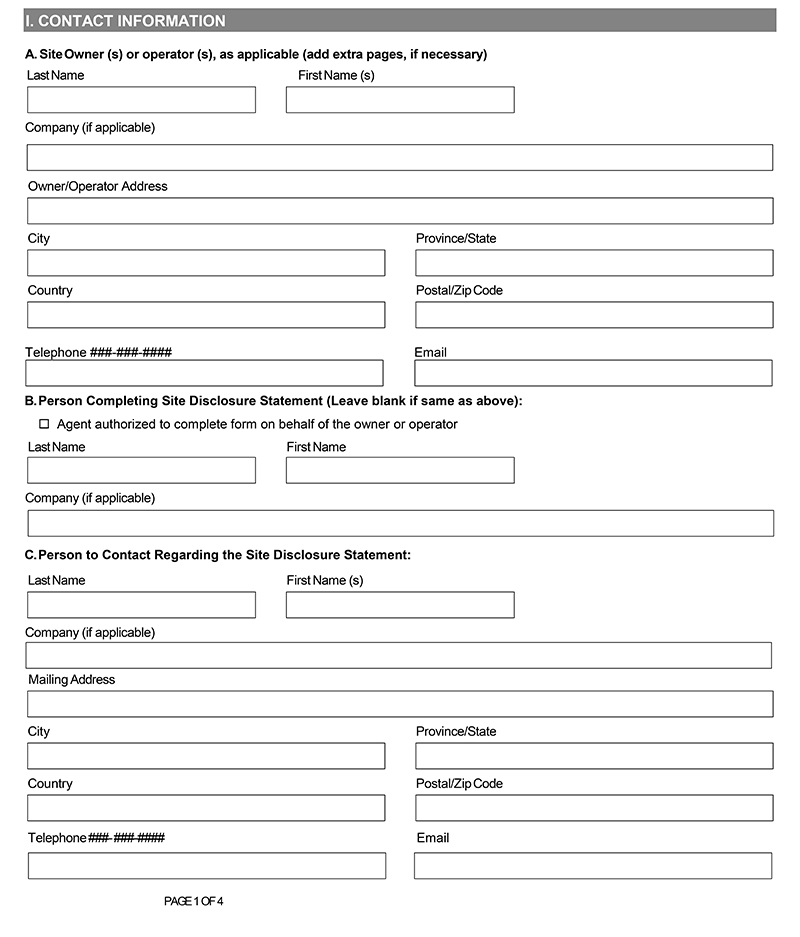 I. CONTACT INFORMATION
A. Site Owner (s) or operator (s), as applicable (add extra pages, if necessary)
Last Name First Name (s)
Company (if applicable)
Owner/Operator Address
City Province/State
Country Postal/Zip Code
Telephone ###-###-#### Email
B. Person Completing Site Disclosure Statement (Leave blank if same as above):
☐ Agent authorized to complete form on behalf of the owner or operator
Last Name First Name
Company (if applicable)
C. Person to Contact Regarding the Site Disclosure Statement:
Last Name First Name (s)
Company (if applicable)
Mailing Address
City Province/State
Country Postal/Zip Code
Telephone ###-###-#### Email
PAGE 1 OF 4